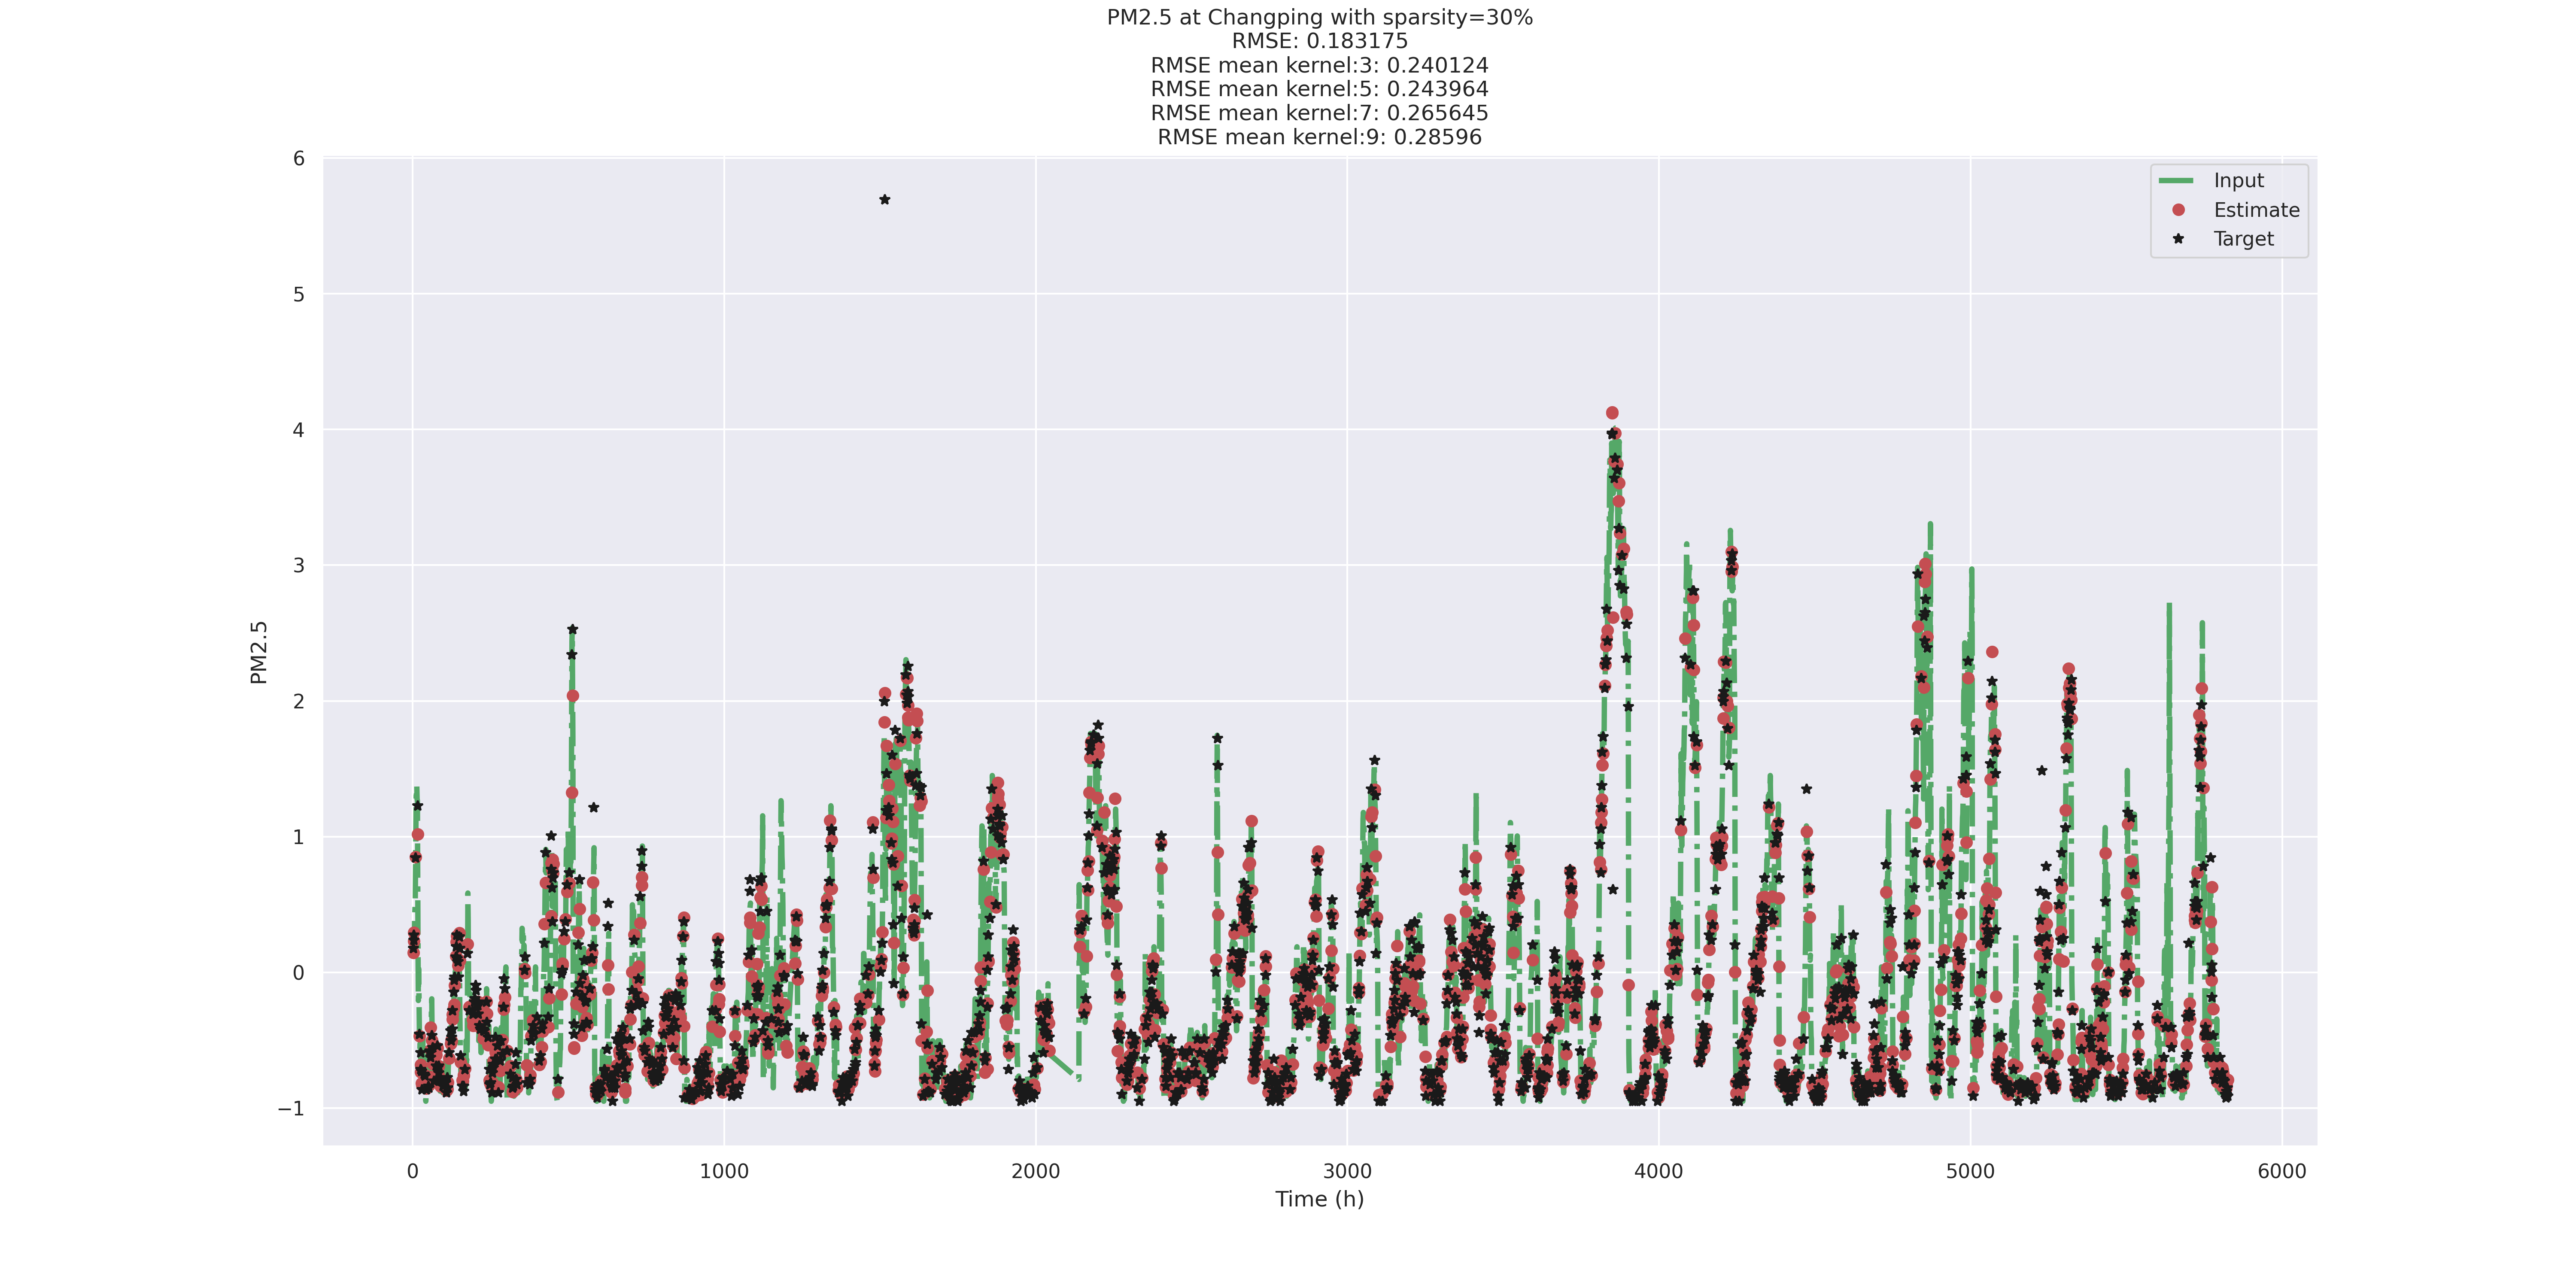 PM2.5 at Changping with sparsity=30%
RMSE: 0.183175
RMSE mean kernel:3: 0.240124
RMSE mean kernel:5: 0.243964
RMSE mean kernel:7: 0.265645
RMSE mean kernel:9: 0.28596
6
5
4
3
2
1
0
−1
PM2.5
Input
Estimate
Target
0 1000 2000 3000 4000 5000 6000
Time (h)